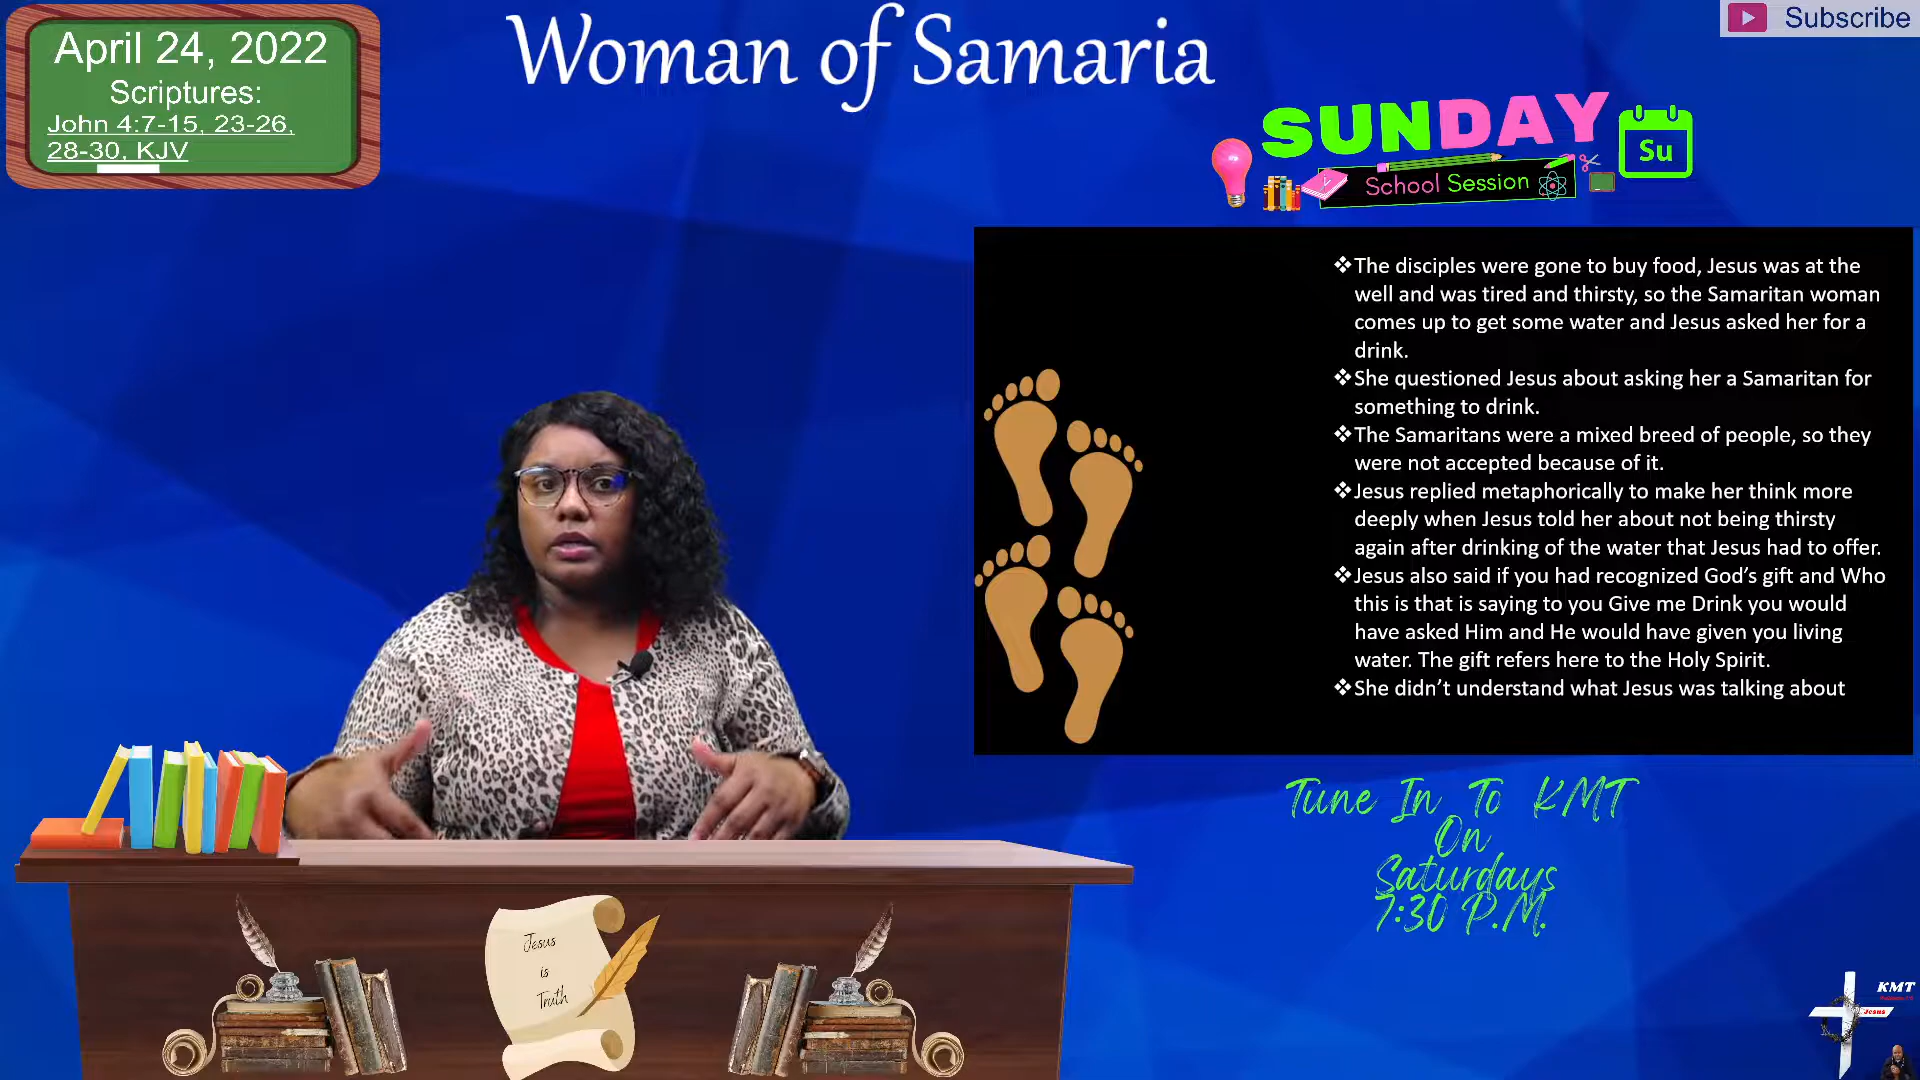 April 24, 2022
Scriptures:
John 4:7-15, 23-26,
28-30, KJV
Woman of Samaria
Subscribe
SUNDAY
Su
School Session
❖The disciples were gone to buy food, Jesus was at the
well and was tired and thirsty, so the Samaritan woman
comes up to get some water and Jesus asked her for a
drink.
❖She questioned Jesus about asking her a Samaritan for
something to drink.
❖The Samaritans were a mixed breed of people, so they
were not accepted because of it.
❖Jesus replied metaphorically to make her think more
deeply when Jesus told her about not being thirsty
again after drinking of the water that Jesus had to offer.
❖Jesus also said if you had recognized God’s gift and Who
this is that is saying to you Give me Drink you would
have asked Him and He would have given you living
water. The gift refers here to the Holy Spirit.
❖She didn’t understand what Jesus was talking about
Tune In To KMT
On
Saturdays
7:30 P.M.
Jesus
is
Truth
KMT
Jesus